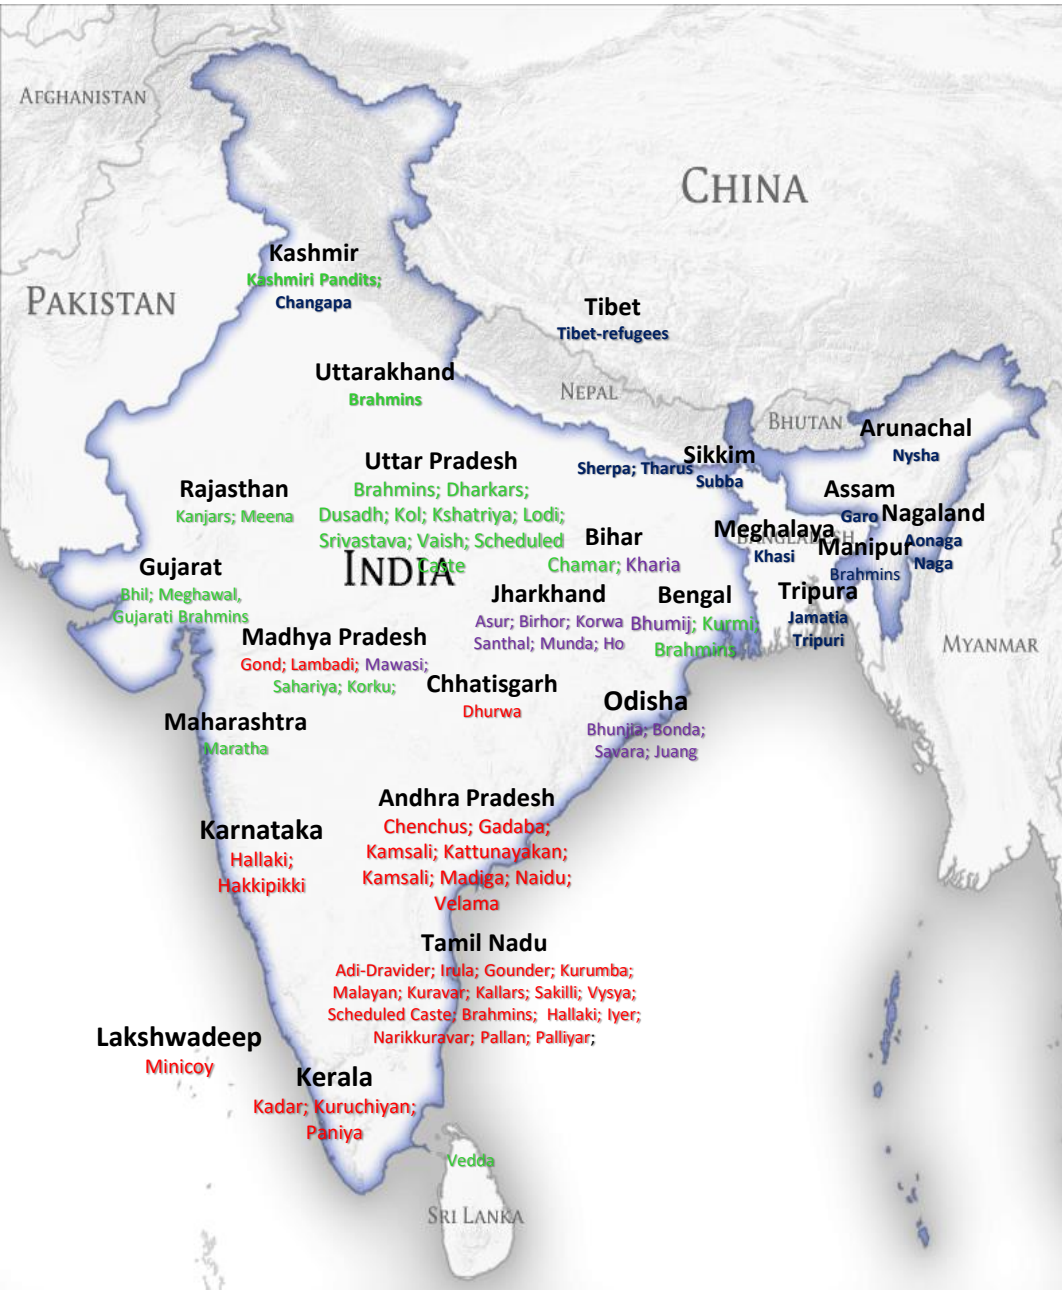 AFGHANISTAN
CHINA
Kashmir
Kashmiri Pandits;
Changapa
PAKISTAN
Tibet
Tibet-refugees
Uttarakhand
Brahmins
NEPAL
BHUTAN
Arunachal
Nysha
Uttar Pradesh
Brahmins; Dharkars;
Dusadh; Kol; Kshatriya; Lodi;
Srivastava; Vaish; Scheduled
Caste
Sherpa; Tharus
Sikkim
Subba
Rajasthan
Kanjars; Meena
Assam
Garo
Nagaland
Aonaga
Naga
Meghalaya
Khasi
BANGLADESH
Manipur
Brahmins
Bihar
Chamar; Kharia
INDIA
Gujarat
Bhil; Meghawal,
Gujarati Brahmins
Jharkhand
Asur; Birhor; Korwa
Santhal; Munda; Ho
Bengal
Bhumij; Kurmi;
Brahmins
Tripura
Jamatia
Tripuri
MYANMAR
Madhya Pradesh
Gond; Lambadi; Mawasi;
Sahariya; Korku;
Chhatisgarh
Dhurwa
Odisha
Bhunjia; Bonda;
Savara; Juang
Maharashtra
Maratha
Andhra Pradesh
Chenchus; Gadaba;
Kamsali; Kattunayakan;
Kamsali; Madiga; Naidu;
Velama
Karnataka
Hallaki;
Hakkipikki
Tamil Nadu
Adi-Dravider; Irula; Gounder; Kurumba;
Malayan; Kuravar; Kallars; Sakilli; Vysya;
Scheduled Caste; Brahmins; Hallaki; Iyer;
Narikkuravar; Pallan; Palliyar;
Lakshwadeep
Minicoy
Kerala
Kadar; Kuruchiyan;
Paniya
Vedda
SRI LANKA